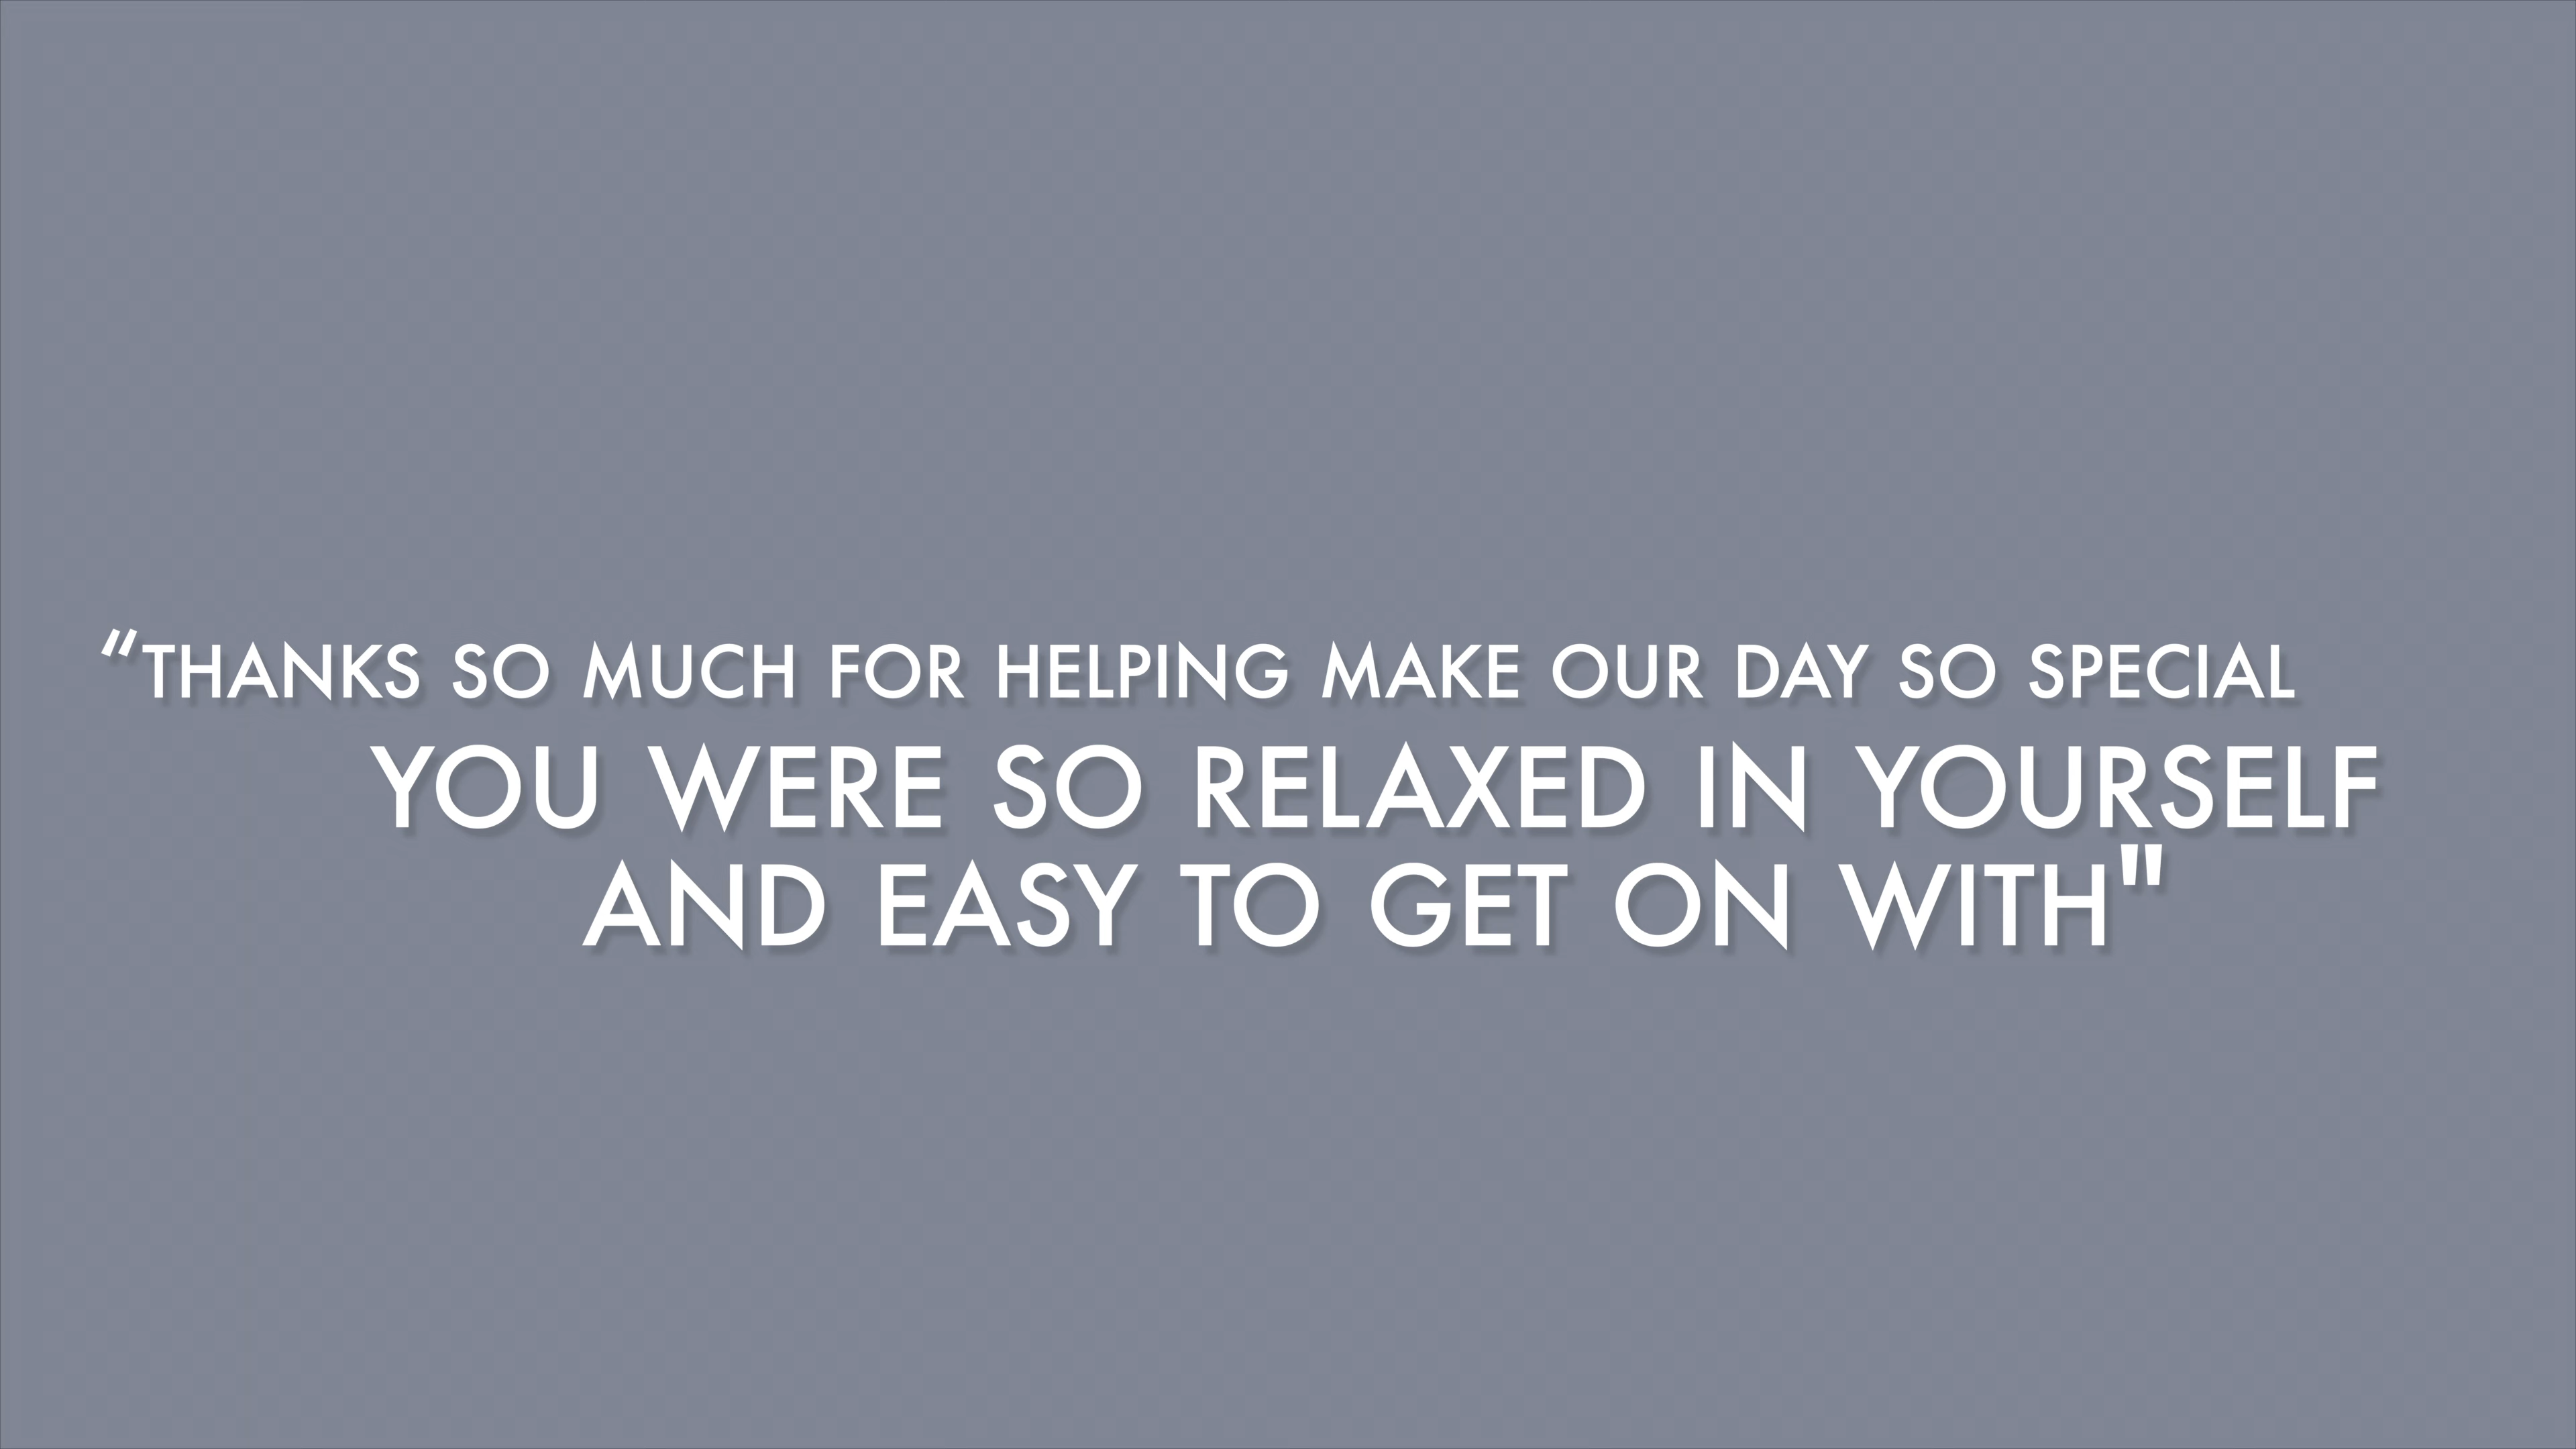 “THANKS SO MUCH FOR HELPING MAKE OUR DAY SO SPECIAL
YOU WERE SO RELAXED IN YOURSELF
AND EASY TO GET ON WITH"